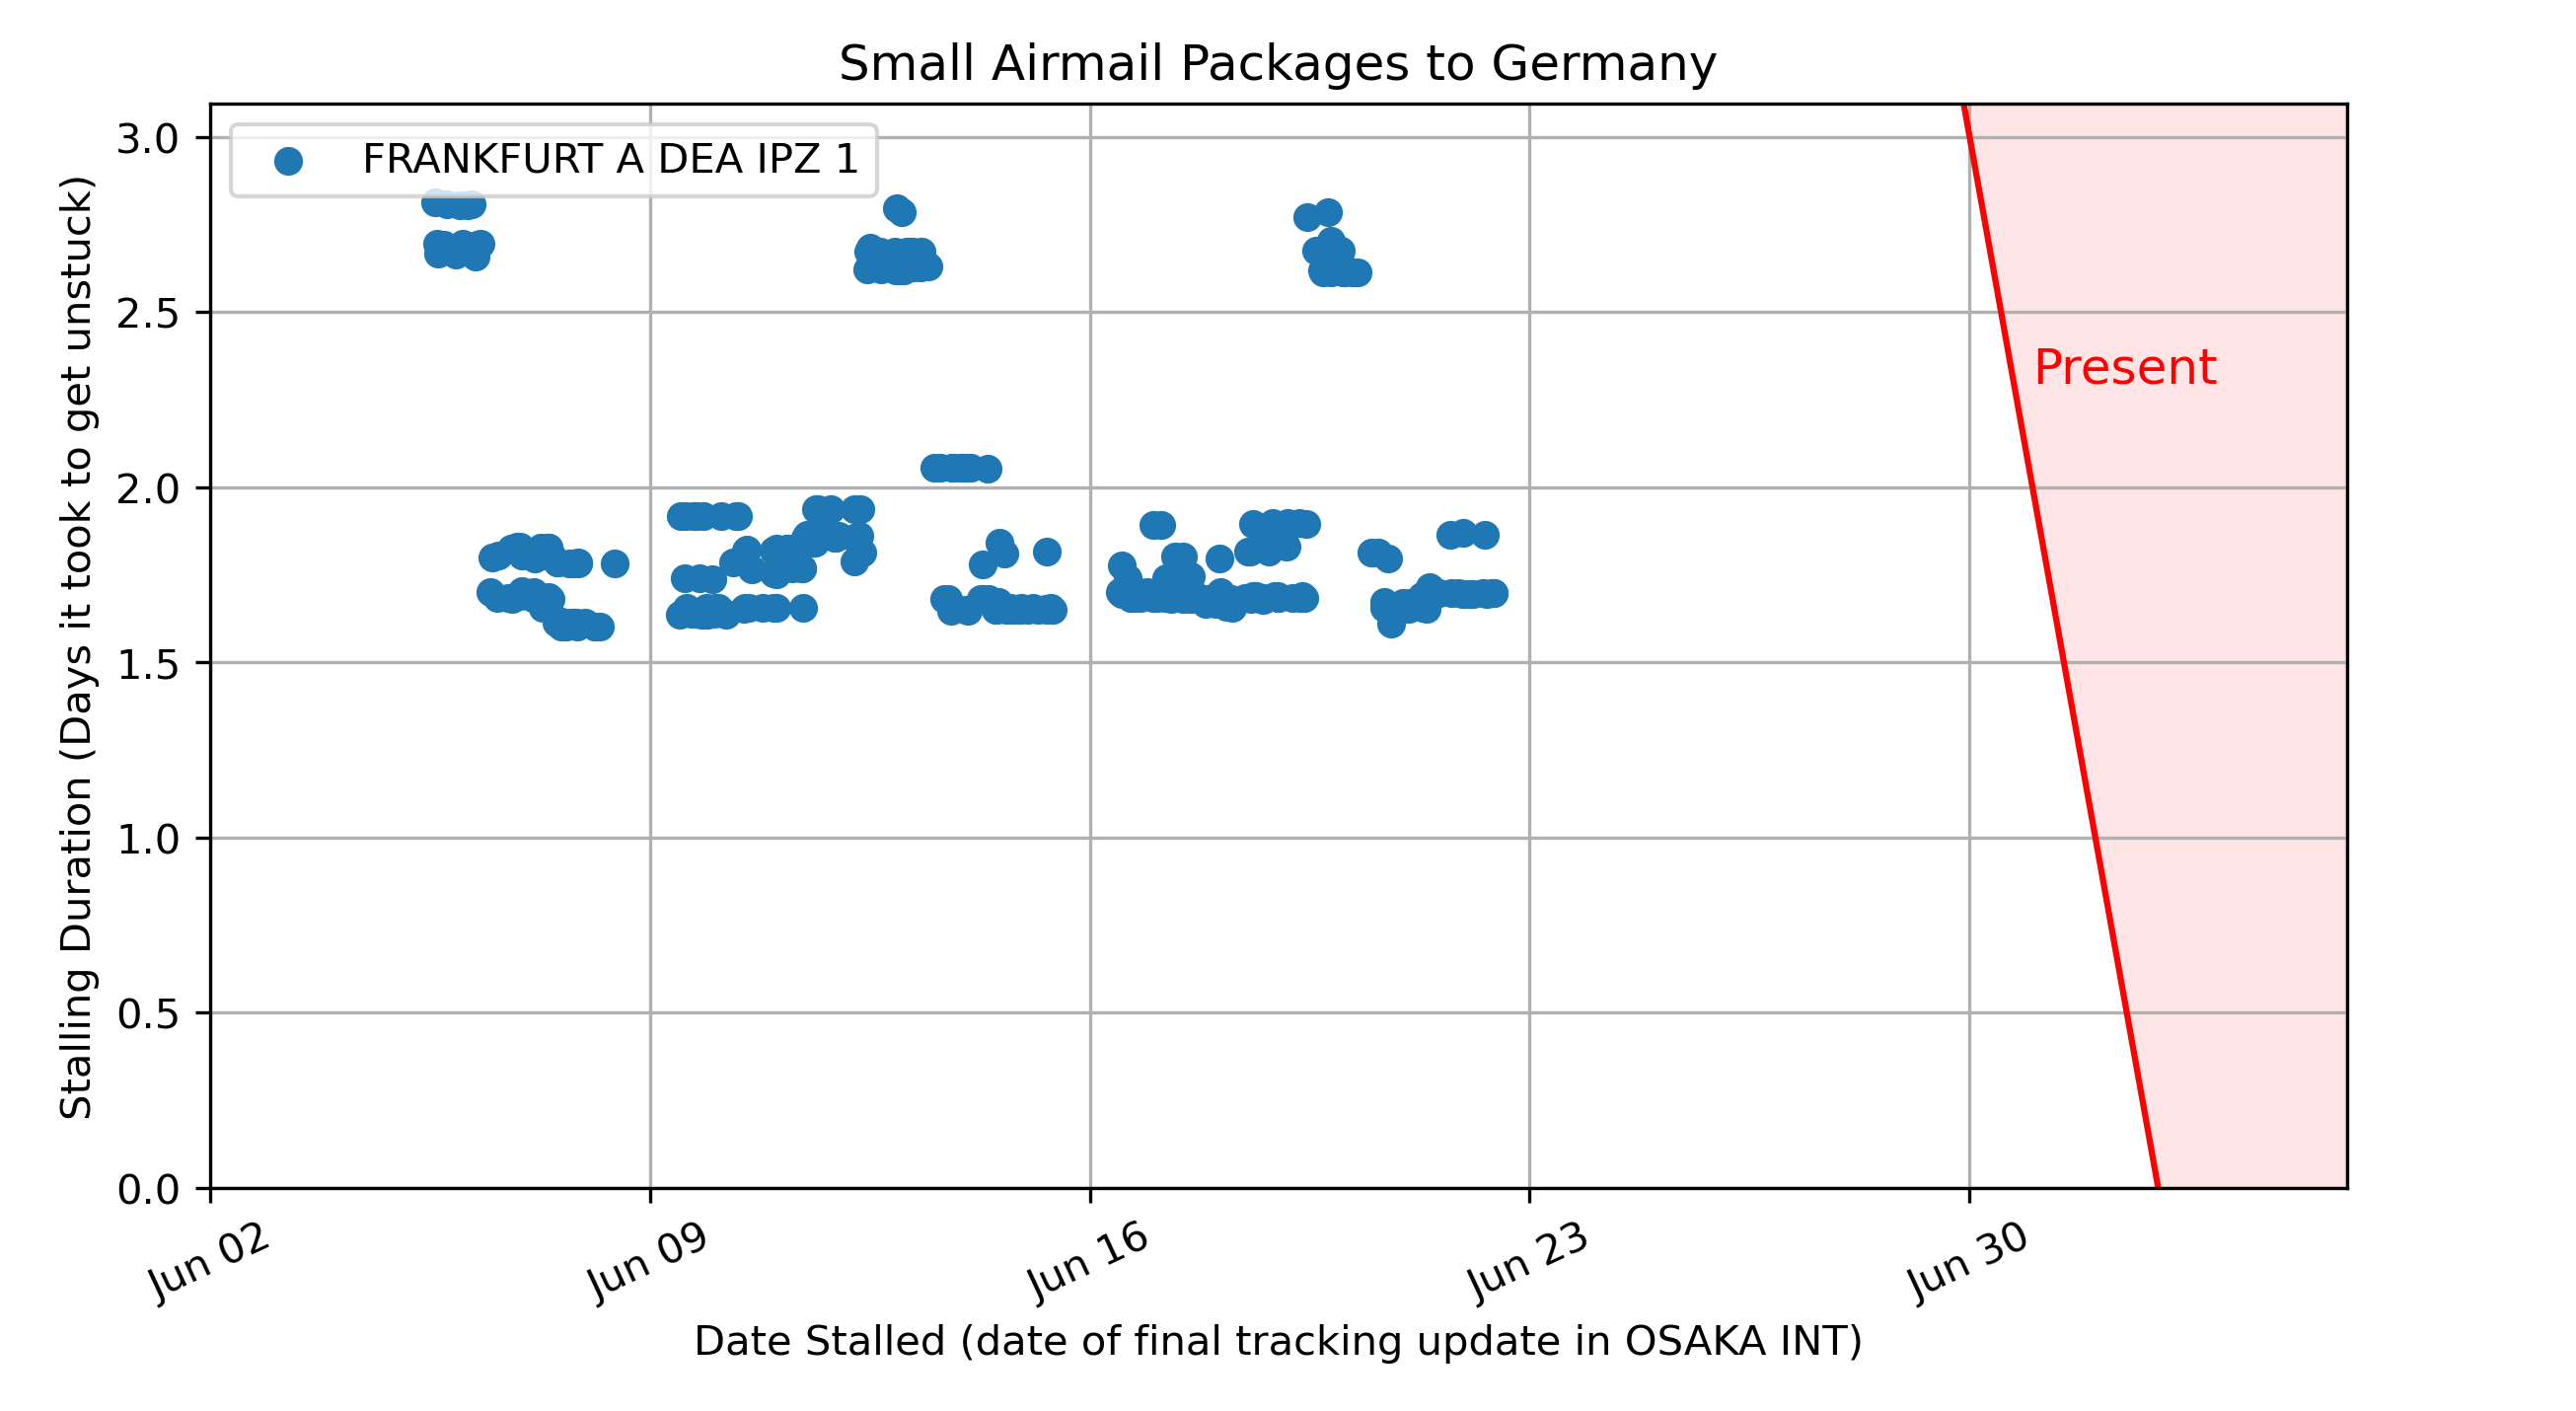 Small Airmail Packages to Germany
FRANKFURT A DEA IPZ 1
Present
Stalling Duration (Days it took to get unstuck)
3.0
2.5
2.0
1.5
1.0
0.5
0.0
Jun 02
Jun 09
Jun 16
Jun 23
Jun 30
Date Stalled (date of final tracking update in OSAKA INT)